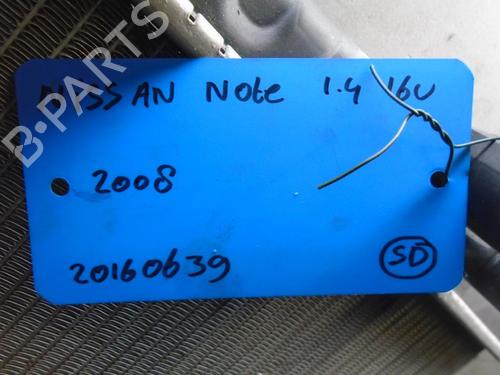 NISSAN Note 1.4 16V
2008
20160639
SD
B-PARTS